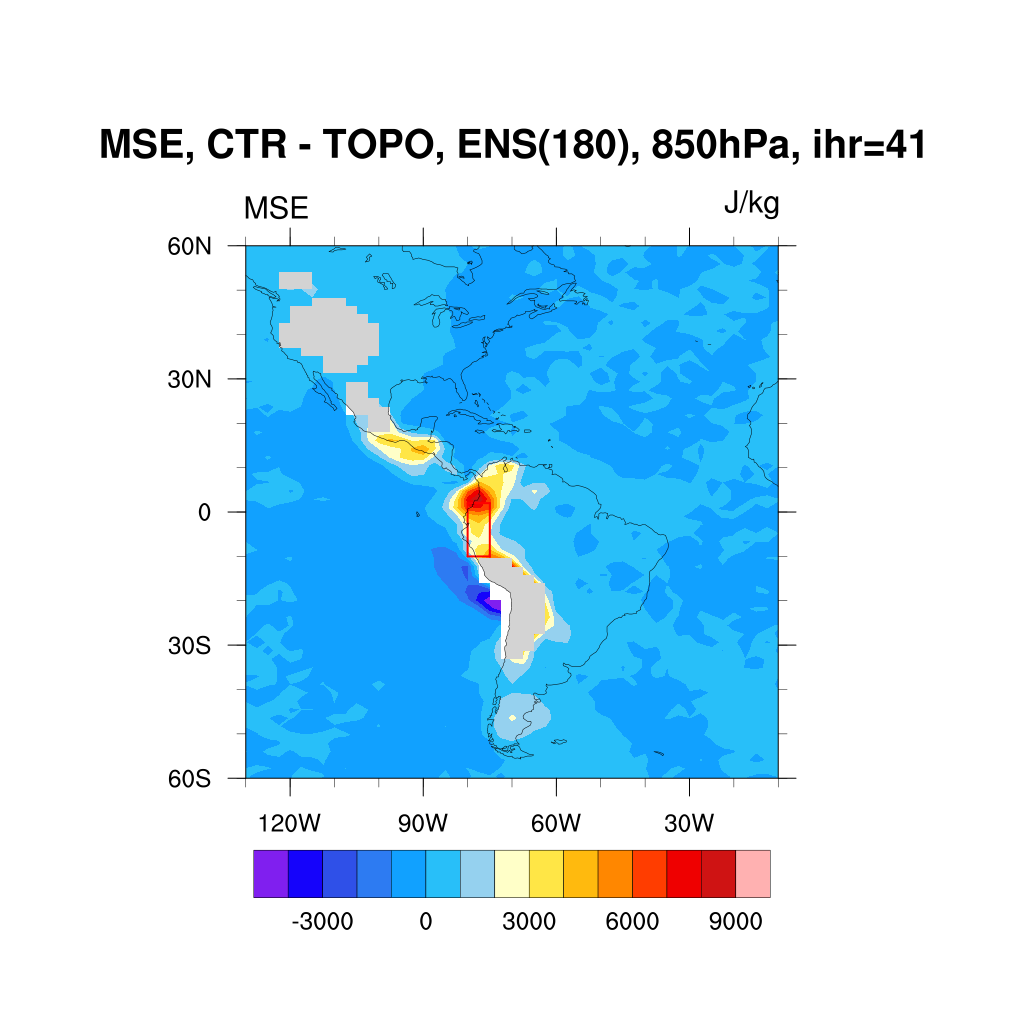 MSE, CTR - TOPO, ENS(180), 850hPa, ihr=41
MSE J/kg
60N
30N
0
30S
60S
120W 90W 60W 30W
-3000 0 3000 6000 9000